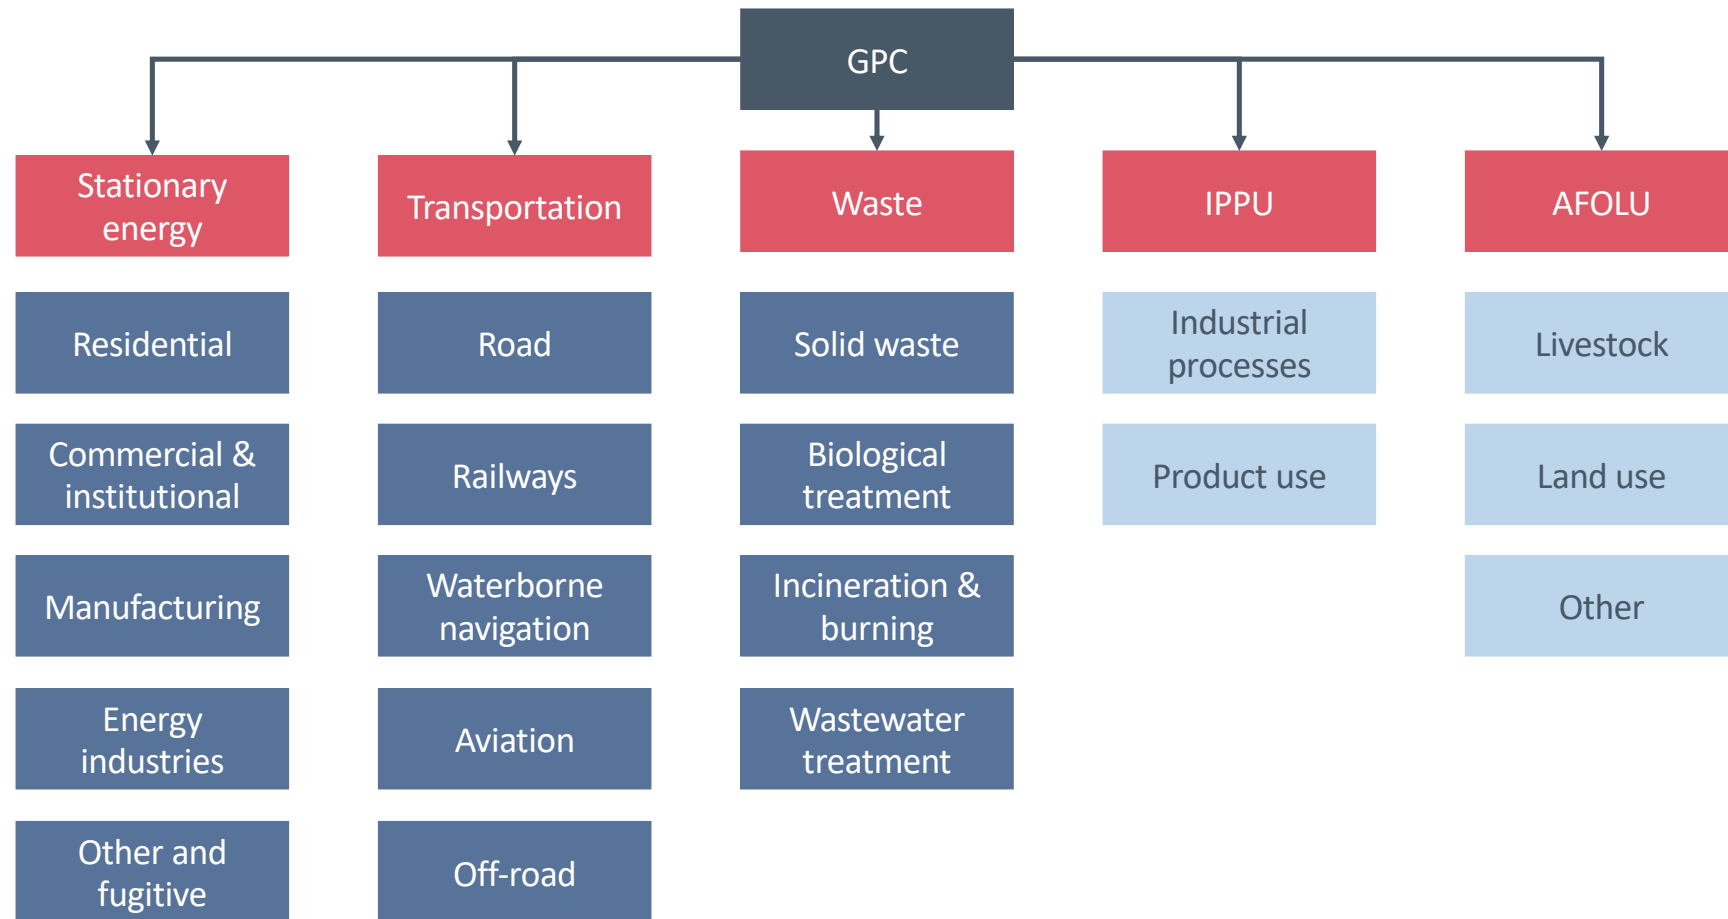 GPC
Stationary
energy
Transportation
Waste
IPPU
AFOLU
Residential
Road
Solid waste
Industrial
processes
Livestock
Commercial &
institutional
Railways
Biological
treatment
Product use
Land use
Manufacturing
Waterborne
navigation
Incineration &
burning
Other
Energy
industries
Aviation
Wastewater
treatment
Other and
fugitive
Off-road